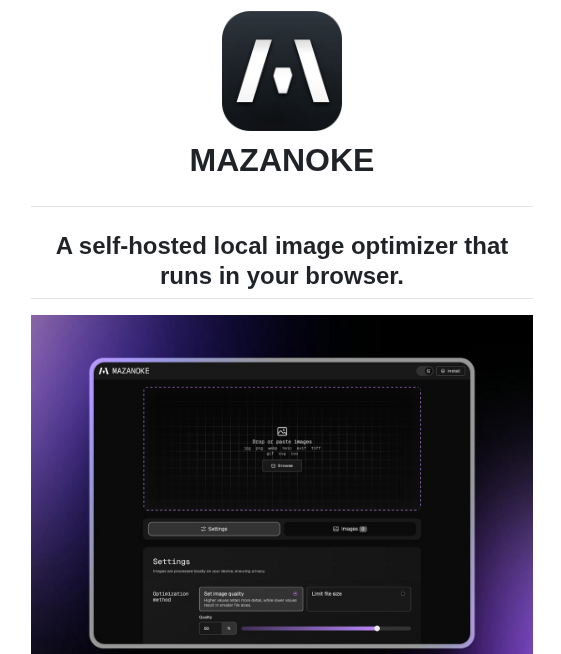 MAZANOKE
A self-hosted local image optimizer that
runs in your browser.
MAZANOKE
Install
Drop or paste images
jpg png webp heic avif tiff
gif svg ico
Browse
Settings
Images
Settings
Images are processed locally on your device, ensuring privacy.
Optimization
method
Set image quality
Higher values retain more detail, while lower values
result in smaller file sizes.
Limit file size
Quality
80
%